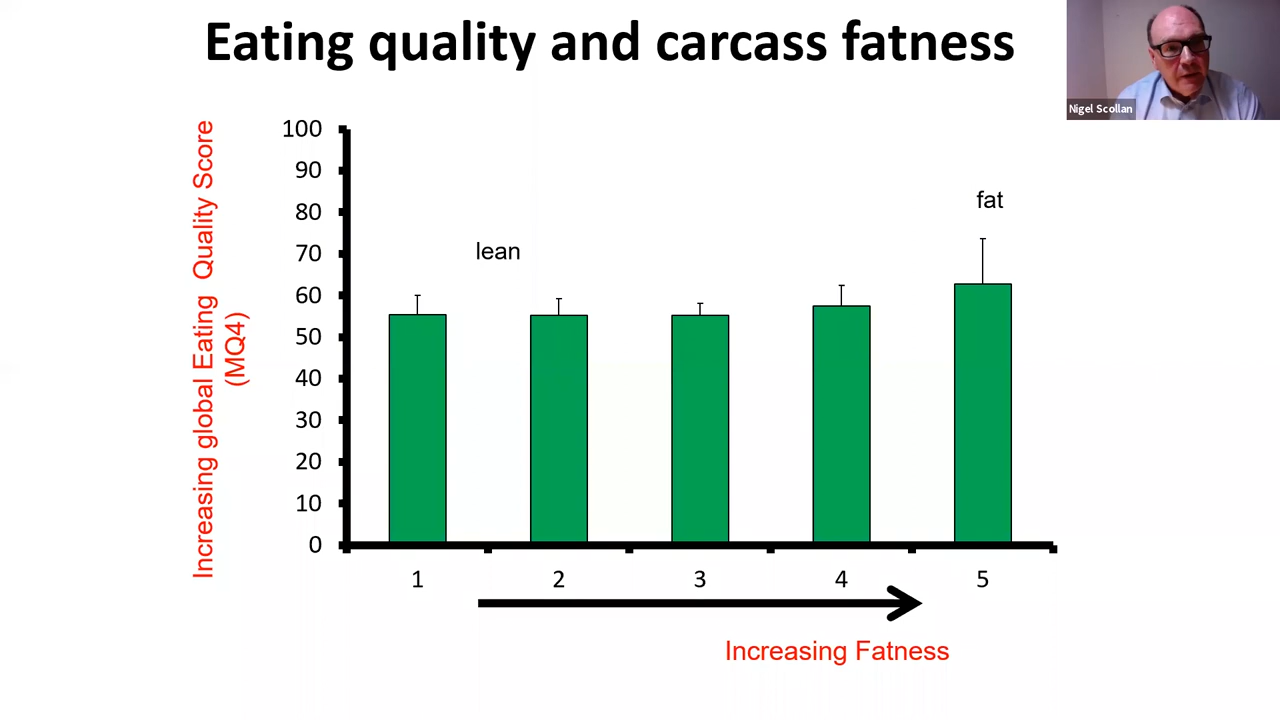 Eating quality and carcass fatness
Nigel Scollan
Increasing global Eating Quality Score
(MQ4)
100
90
80
70
60
50
40
30
20
10
0
lean
fat
1 2 3 4 5
Increasing Fatness